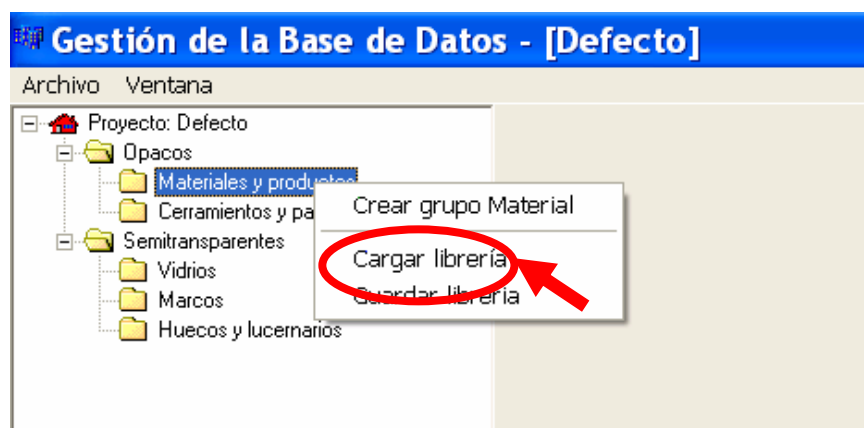 Gestión de la Base de Datos - [Defecto]
Archivo Ventana
Proyecto: Defecto
Opacos
Materiales y productos
Cerramientos y pa
Semitransparentes
Vidrios
Marcos
Huecos y lucernarios
Crear grupo Material
Cargar librería
Guardar librería